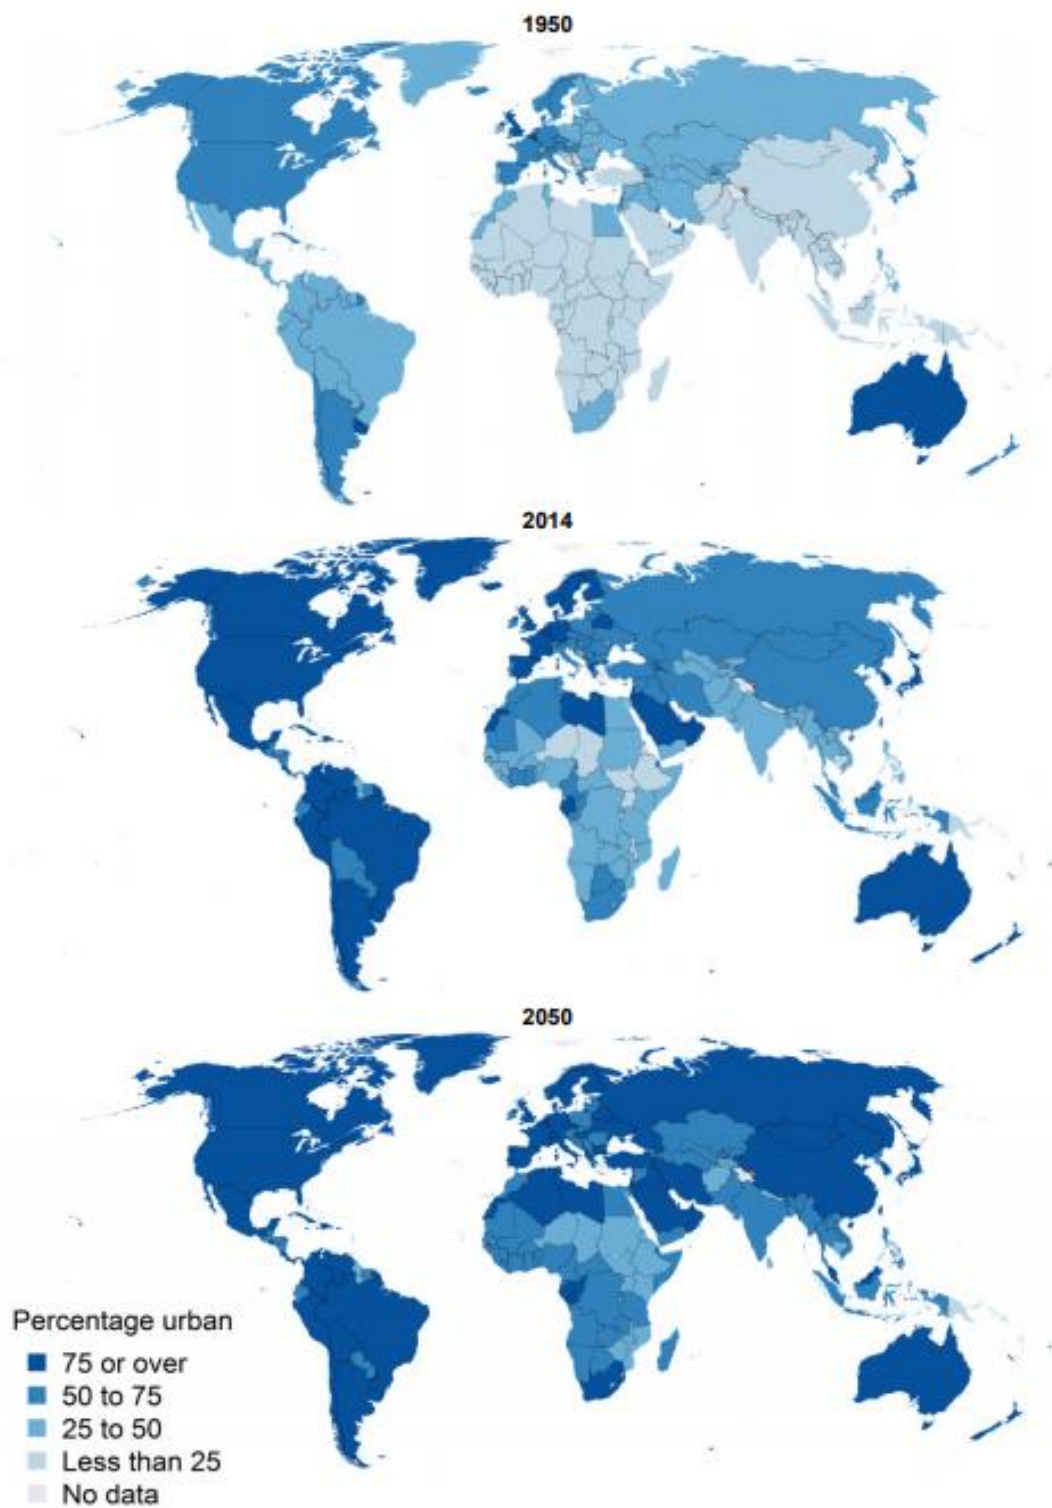 1950
2014
2050
Percentage urban
75 or over
50 to 75
25 to 50
Less than 25
No data